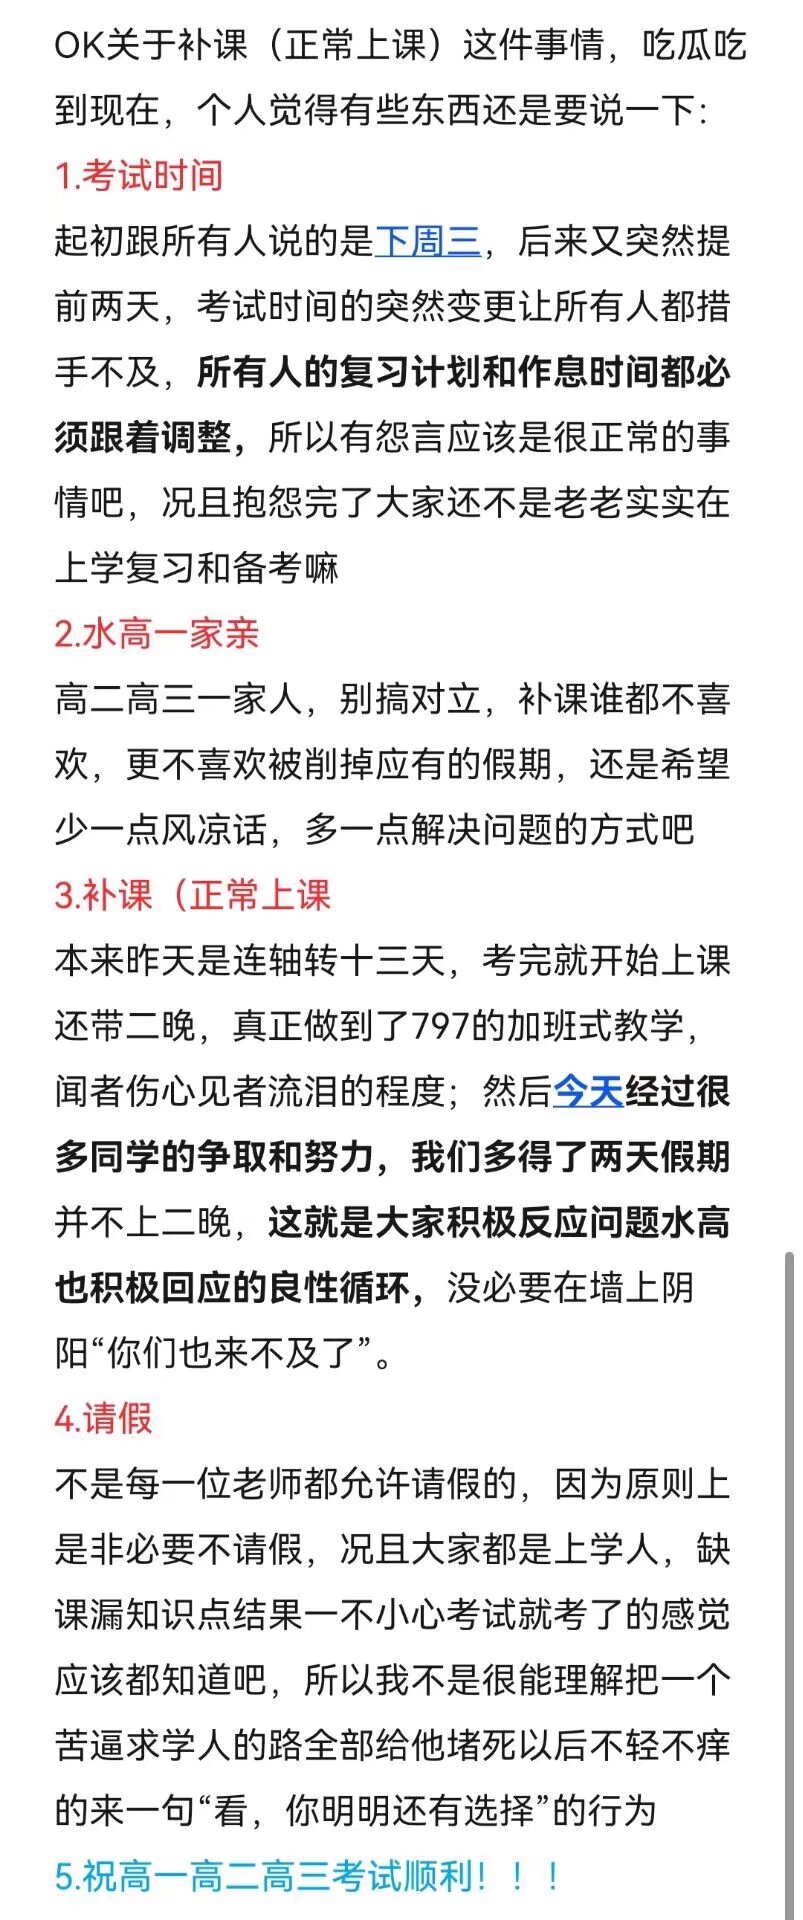 OK关于补课（正常上课）这件事情，吃瓜吃
到现在，个人觉得有些东西还是要说一下：
1.考试时间
起初跟所有人说的是下周三，后来又突然提
前两天，考试时间的突然变更让所有人都措
手不及，所有人的复习计划和作息时间都必
须跟着调整，所以有怨言应该是很正常的事
情吧，况且抱怨完了大家还不是老老实实在
上学复习和备考嘛
2.水高一家亲
高二高三一家人，别搞对立，补课谁都不喜
欢，更不喜欢被削掉应有的假期，还是希望
少一点风凉话，多一点解决问题的方式吧
3.补课（正常上课
本来昨天是连轴转十三天，考完就开始上课
还带二晚，真正做到了797的加班式教学，
闻者伤心见者流泪的程度；然后今天经过很
多同学的争取和努力，我们多得了两天假期
并不上二晚，这就是大家积极反应问题水高
也积极回应的良性循环，没必要在墙上阴
阳“你们也来不及了”。
4.请假
不是每一位老师都允许请假的，因为原则上
是非必要不请假，况且大家都是上学人，缺
课漏知识点结果一不小心考试就考了的感觉
应该都知道吧，所以我不是很能理解把一个
苦逼求学人的路全部给他堵死以后不轻不痒
的来一句“看，你明明还有选择”的行为
5.祝高一高二高三考试顺利！！！